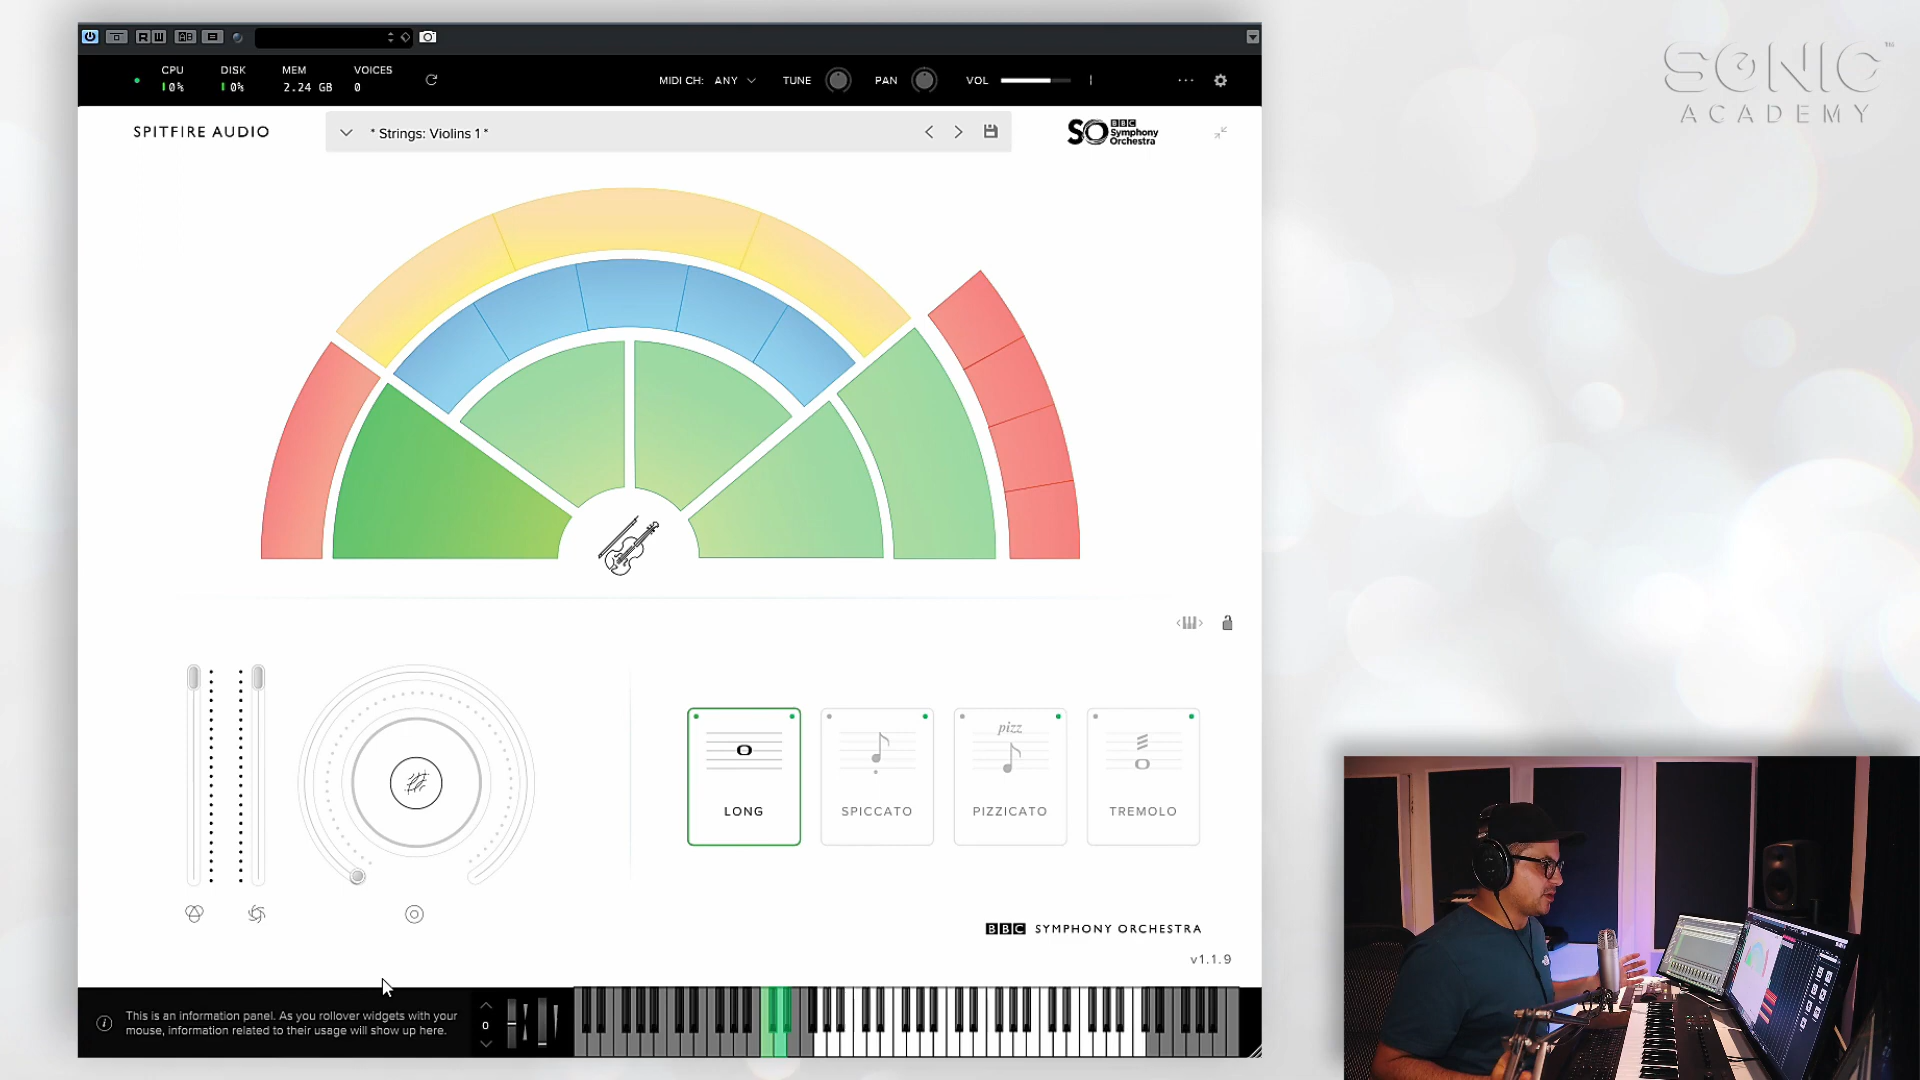 CPU
0%
DISK
0%
MEM
2.24 GB
VOICES
0
MIDI CH: ANY
TUNE
PAN
VOL
SONIC
ACADEMY
SPITFIRE AUDIO
* Strings: Violins 1 *
SO BBC Symphony Orchestra
LONG
SPICCATO
pizz
PIZZICATO
TREMOLO
BBC SYMPHONY ORCHESTRA
v1.1.9
This is an information panel. As you rollover widgets with your
mouse, information related to their usage will show up here.
0